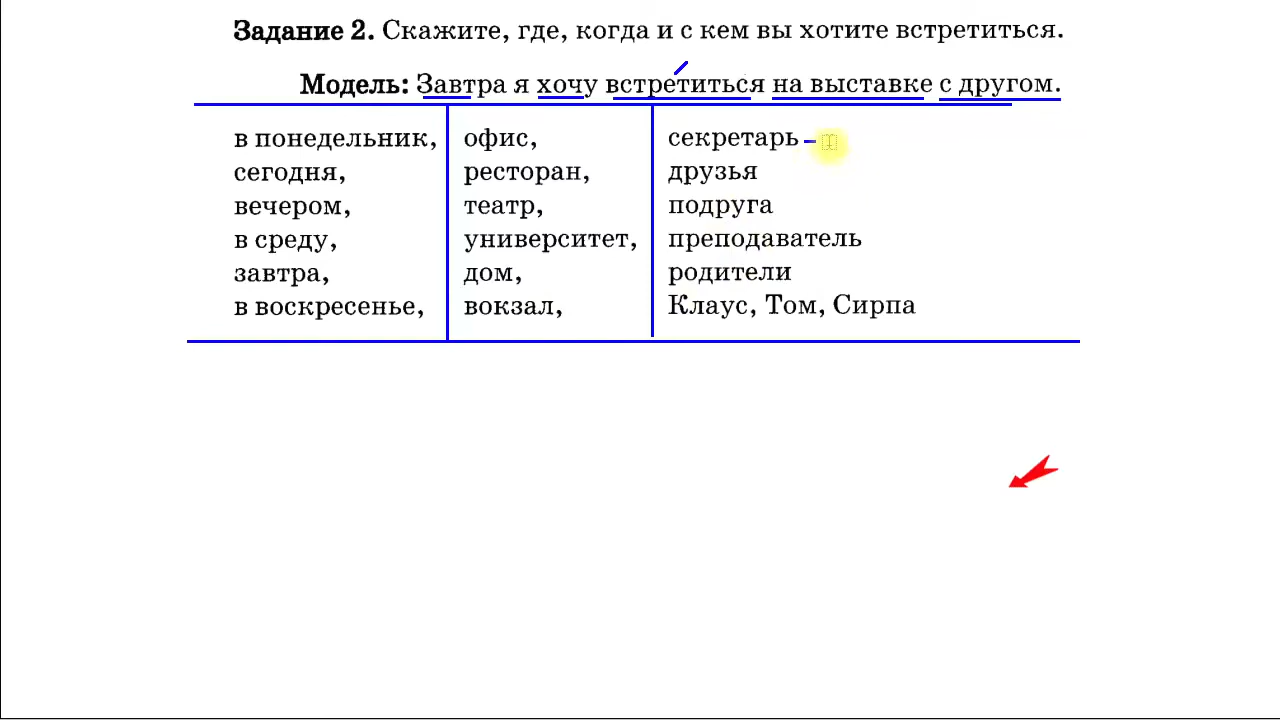 Задание 2. Скажите, где, когда и с кем вы хотите встретиться.
Модель: Завтра я хочу встретиться на выставке с другом.
в понедельник, офис, секретарь –
сегодня, ресторан, друзья
вечером, театр, подруга
в среду, университет, преподаватель
завтра, дом, родители
в воскресенье, вокзал, Клаус, Том, Сирпа